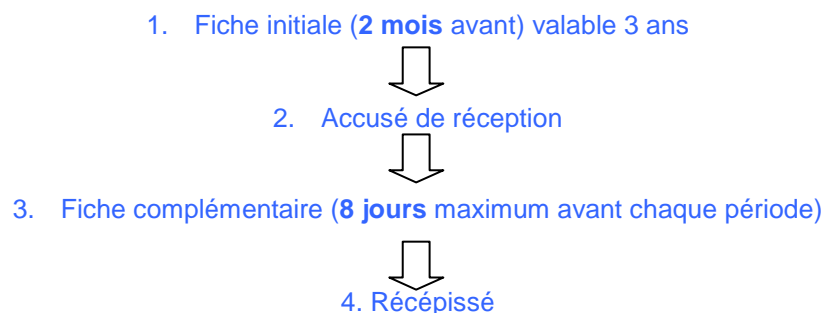 1. Fiche initiale (2 mois avant) valable 3 ans
2. Accusé de réception
3. Fiche complémentaire (8 jours maximum avant chaque période)
4. Récépissé